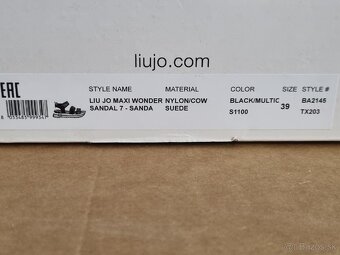 liujo.com
EAC
STYLE NAME MATERIAL COLOR SIZE STYLE #
LIU JO MAXI WONDER NYLON/COW BLACK/MULTIC 39 BA2145
SANDAL 7 - SANDA SUEDE S1100 TX203